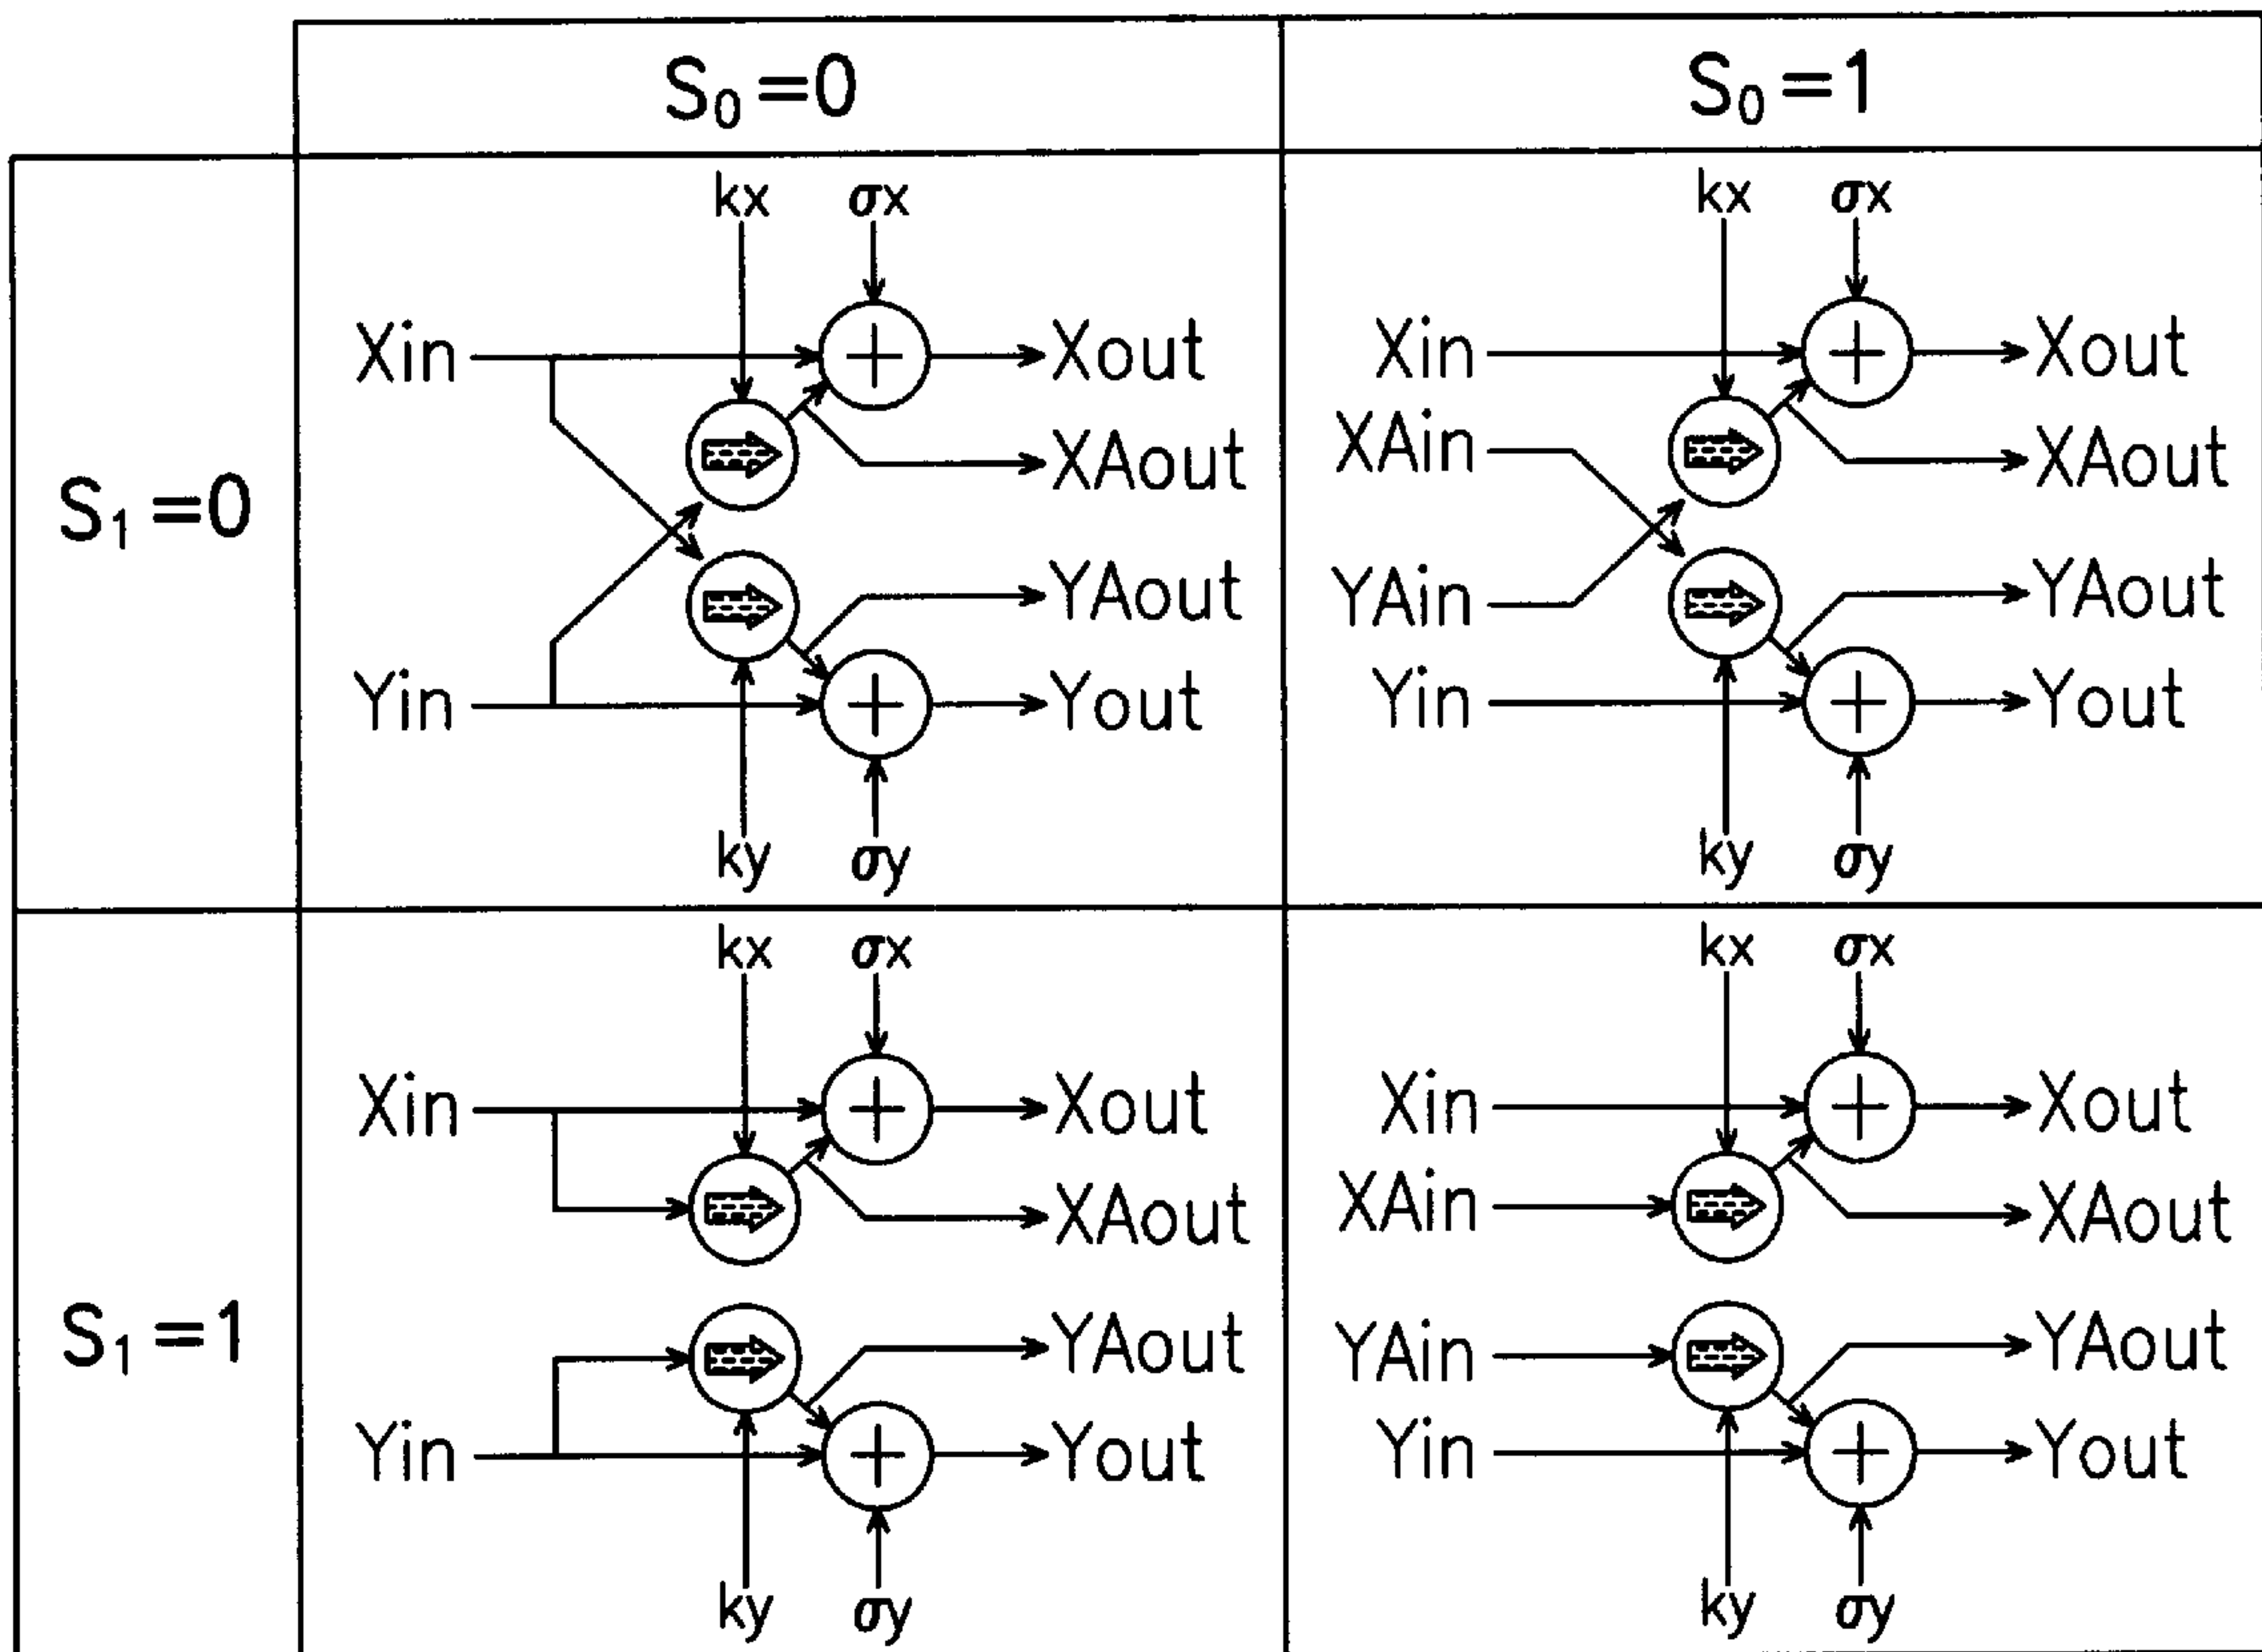 S₀=0 S₀=1
S₁=0
kx σx
Xin Xout
XAout
YAout
Yin Yout
ky σy
kx σx
Xin Xout
XAin XAout
YAin YAout
Yin Yout
ky σy
S₁=1
kx σx
Xin Xout
XAout
YAout
Yin Yout
ky σy
kx σx
Xin Xout
XAin XAout
YAin YAout
Yin Yout
ky σy